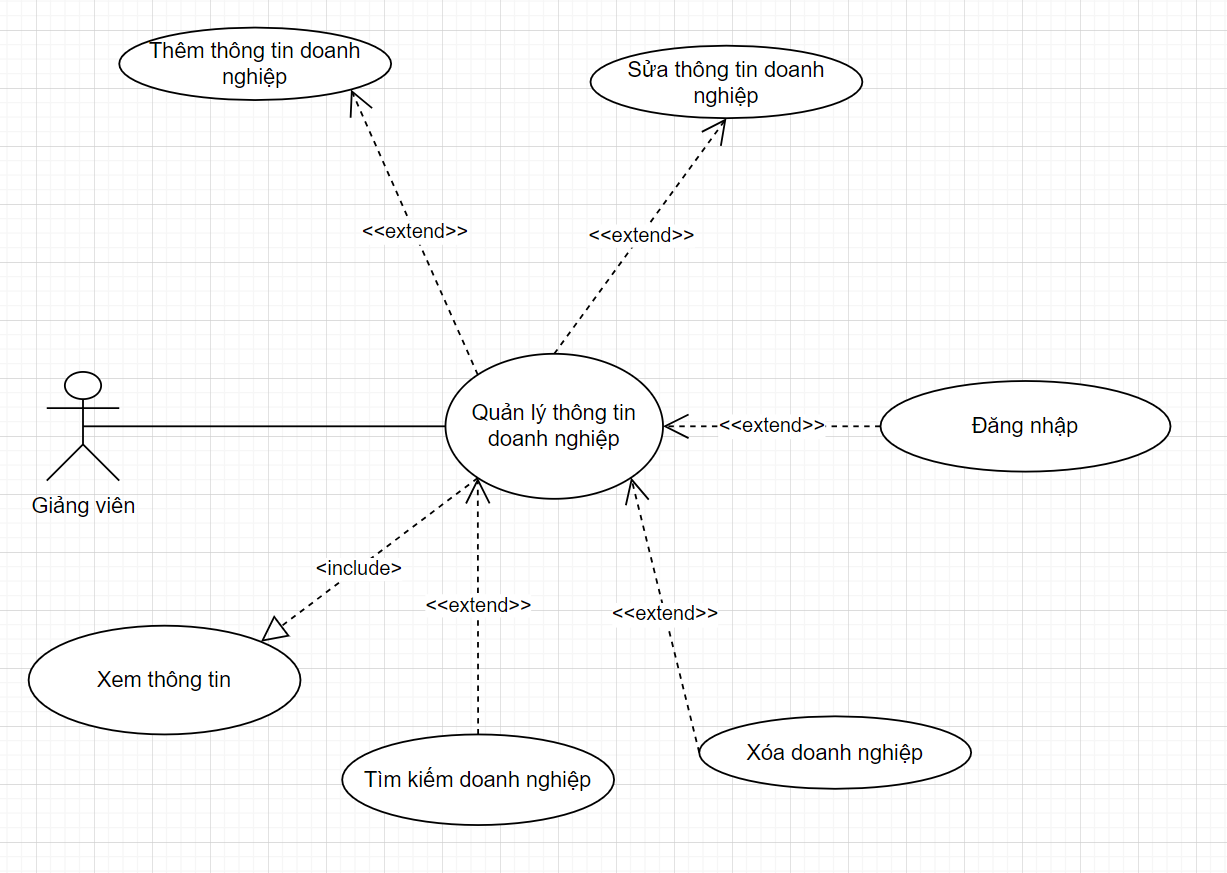 Thêm thông tin doanh
nghiệp
Sửa thông tin doanh
nghiệp
<<extend>>
<<extend>>
Quản lý thông tin
doanh nghiệp
<<extend>>
Đăng nhập
Giảng viên
<include>
<<extend>>
<<extend>>
Xem thông tin
Tìm kiếm doanh nghiệp
Xóa doanh nghiệp